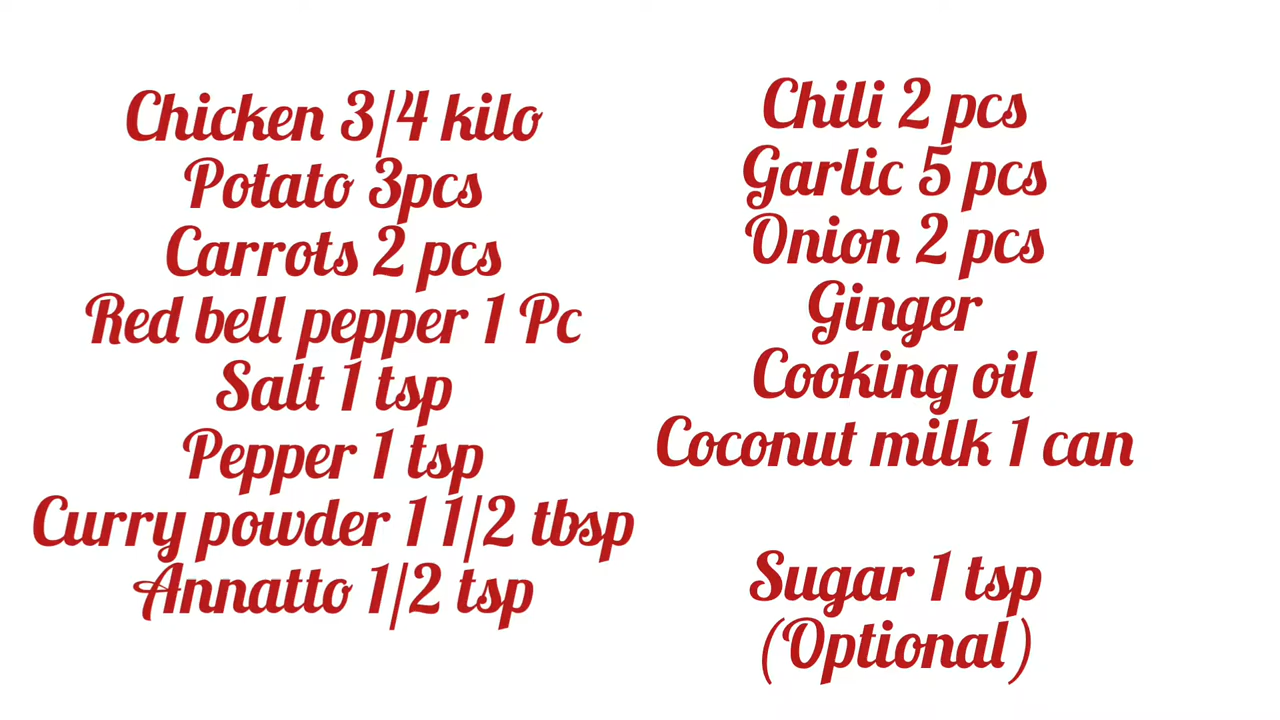 Chicken 3/4 kilo
Potato 3pcs
Carrots 2 pcs
Red bell pepper 1 Pc
Salt 1 tsp
Pepper 1 tsp
Curry powder 1 1/2 tbsp
Annatto 1/2 tsp
Chili 2 pcs
Garlic 5 pcs
Onion 2 pcs
Ginger
Cooking oil
Coconut milk 1 can
Sugar 1 tsp
(Optional)